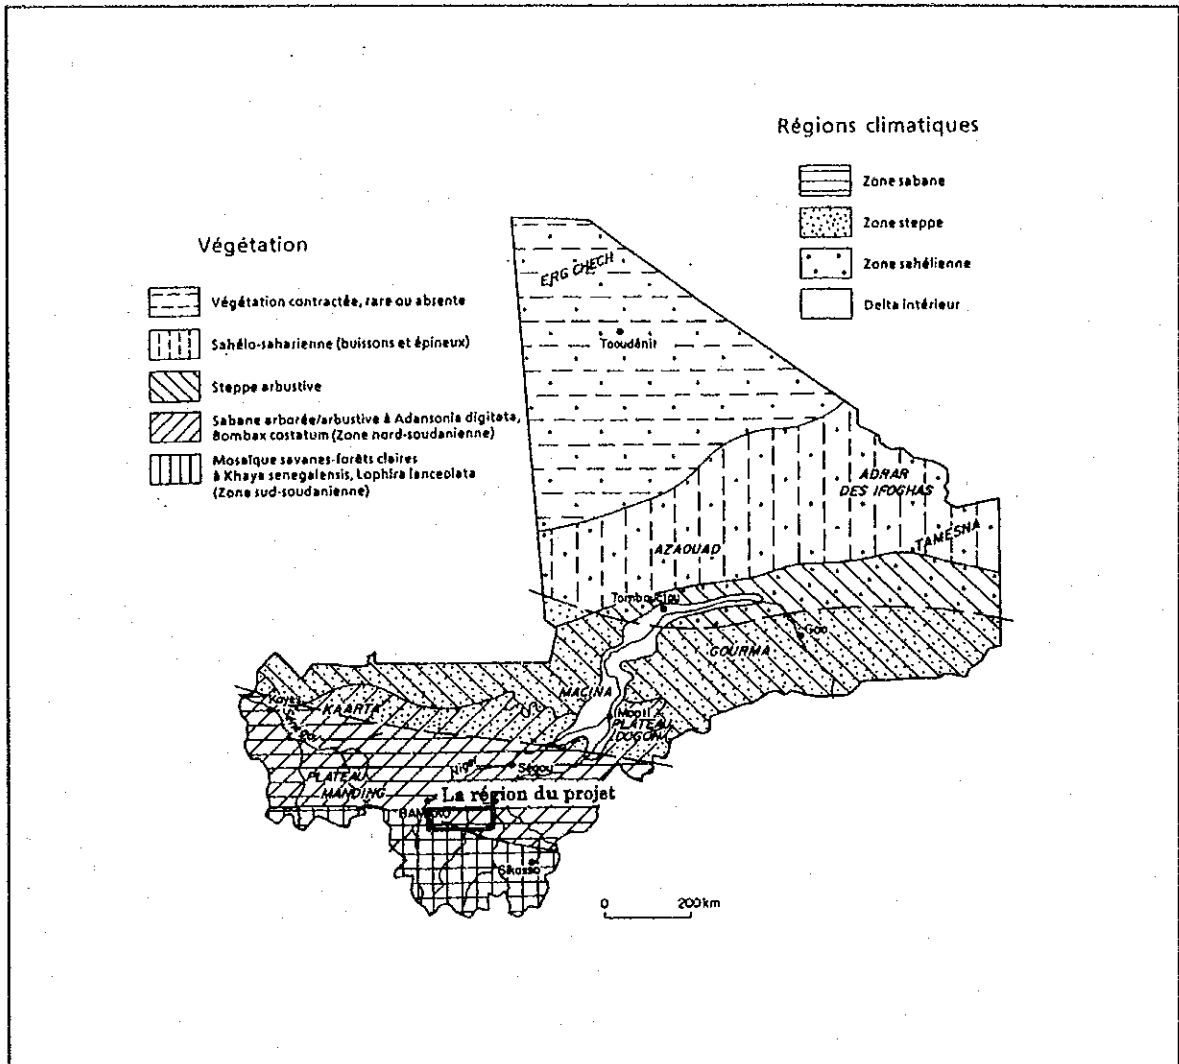 Régions climatiques
Zone sabane
Zone steppe
Zone sahélienne
Delta intérieur
Végétation
Végétation contractée, rare ou absente
Sahélo-saharienne (buissons et épineux)
Steppe arbustive
Sabane arborée/arbustive à Adansonia digitata,
Bombax costatum (Zone nord-soudanienne)
Mosaïque savanes-forêts claires
à Khaya senegalensis, Lophira lanceolata
(Zone sud-soudanienne)
ERG CHECH
Taoudénit
ADRAR
DES IFOGHAS
TAMESNA
AZAOUAD
Gao
GOURMA
MACINA
KAARTA
Mopti
PLATEAU
DOGON
Niger
Ségou
PLATEAU
MANDING
La région du projet
Sikasso
0 200 km